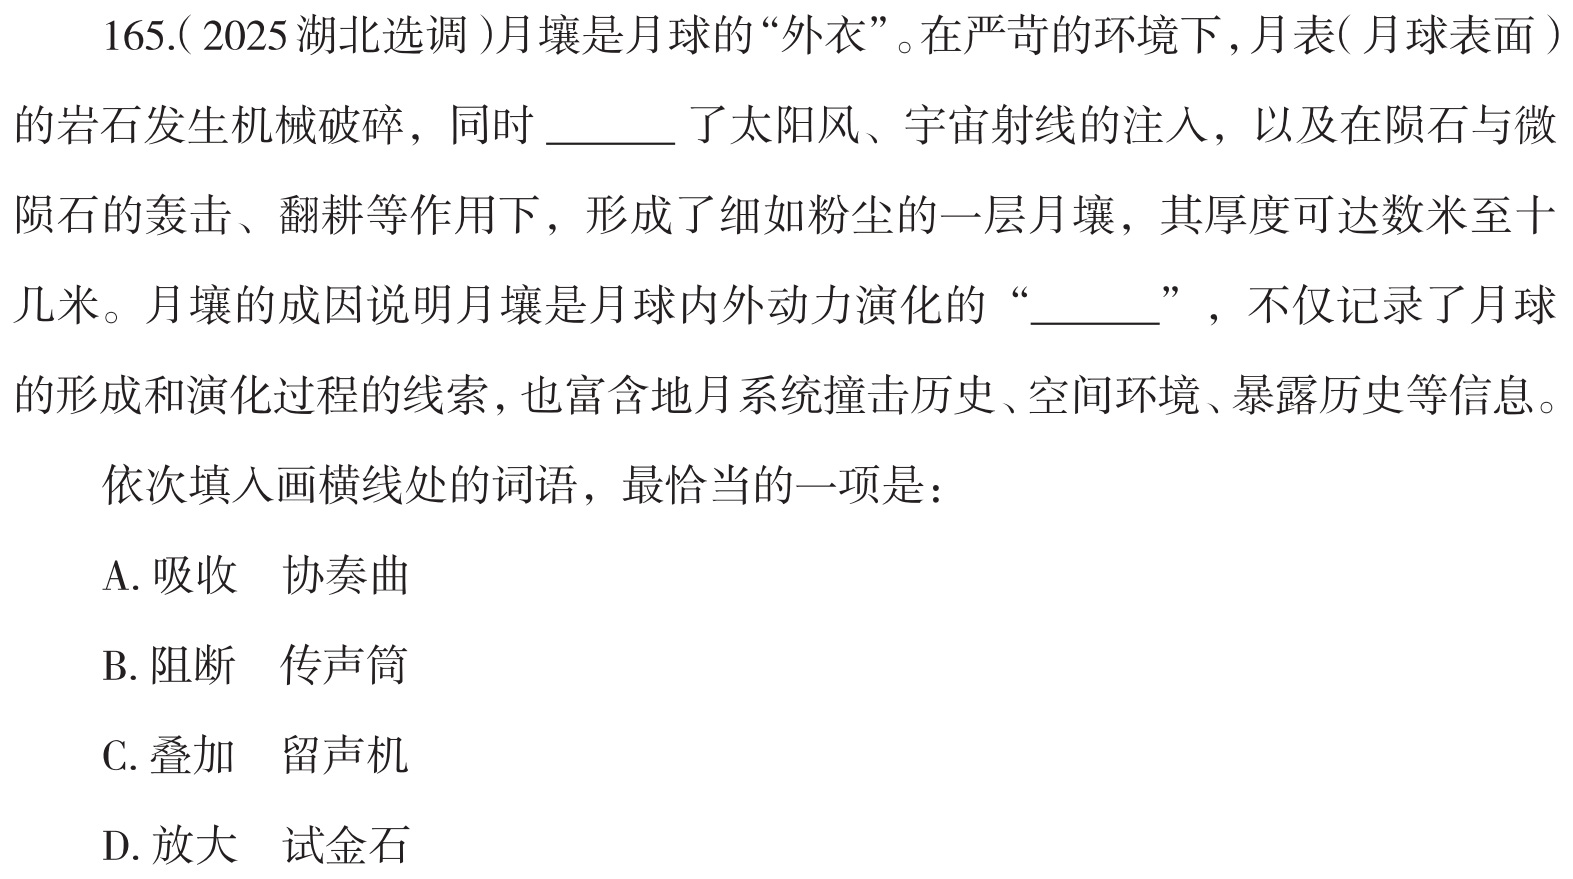 165.(2025湖北选调)月壤是月球的“外衣”。在严苛的环境下,月表(月球表面)
的岩石发生机械破碎，同时______了太阳风、宇宙射线的注入，以及在陨石与微
陨石的轰击、翻耕等作用下，形成了细如粉尘的一层月壤，其厚度可达数米至十
几米。月壤的成因说明月壤是月球内外动力演化的“______”，不仅记录了月球
的形成和演化过程的线索,也富含地月系统撞击历史、空间环境、暴露历史等信息。
依次填入画横线处的词语，最恰当的一项是：
A. 吸收　协奏曲
B. 阻断　传声筒
C. 叠加　留声机
D. 放大　试金石